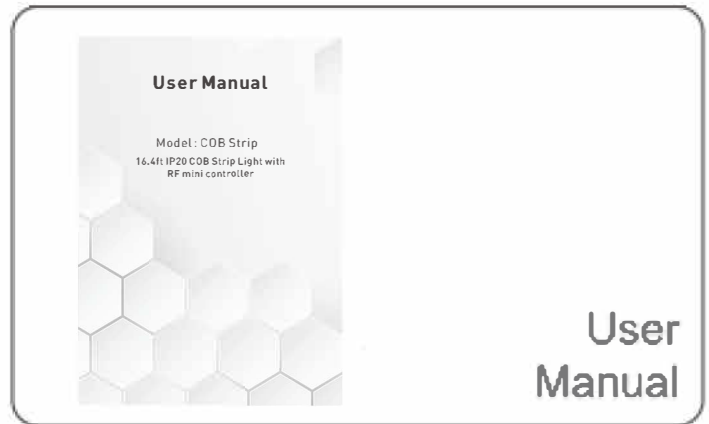 User Manual
Model: COB Strip
16.4ft IP20 COB Strip Light with
RF mini controller
User
Manual